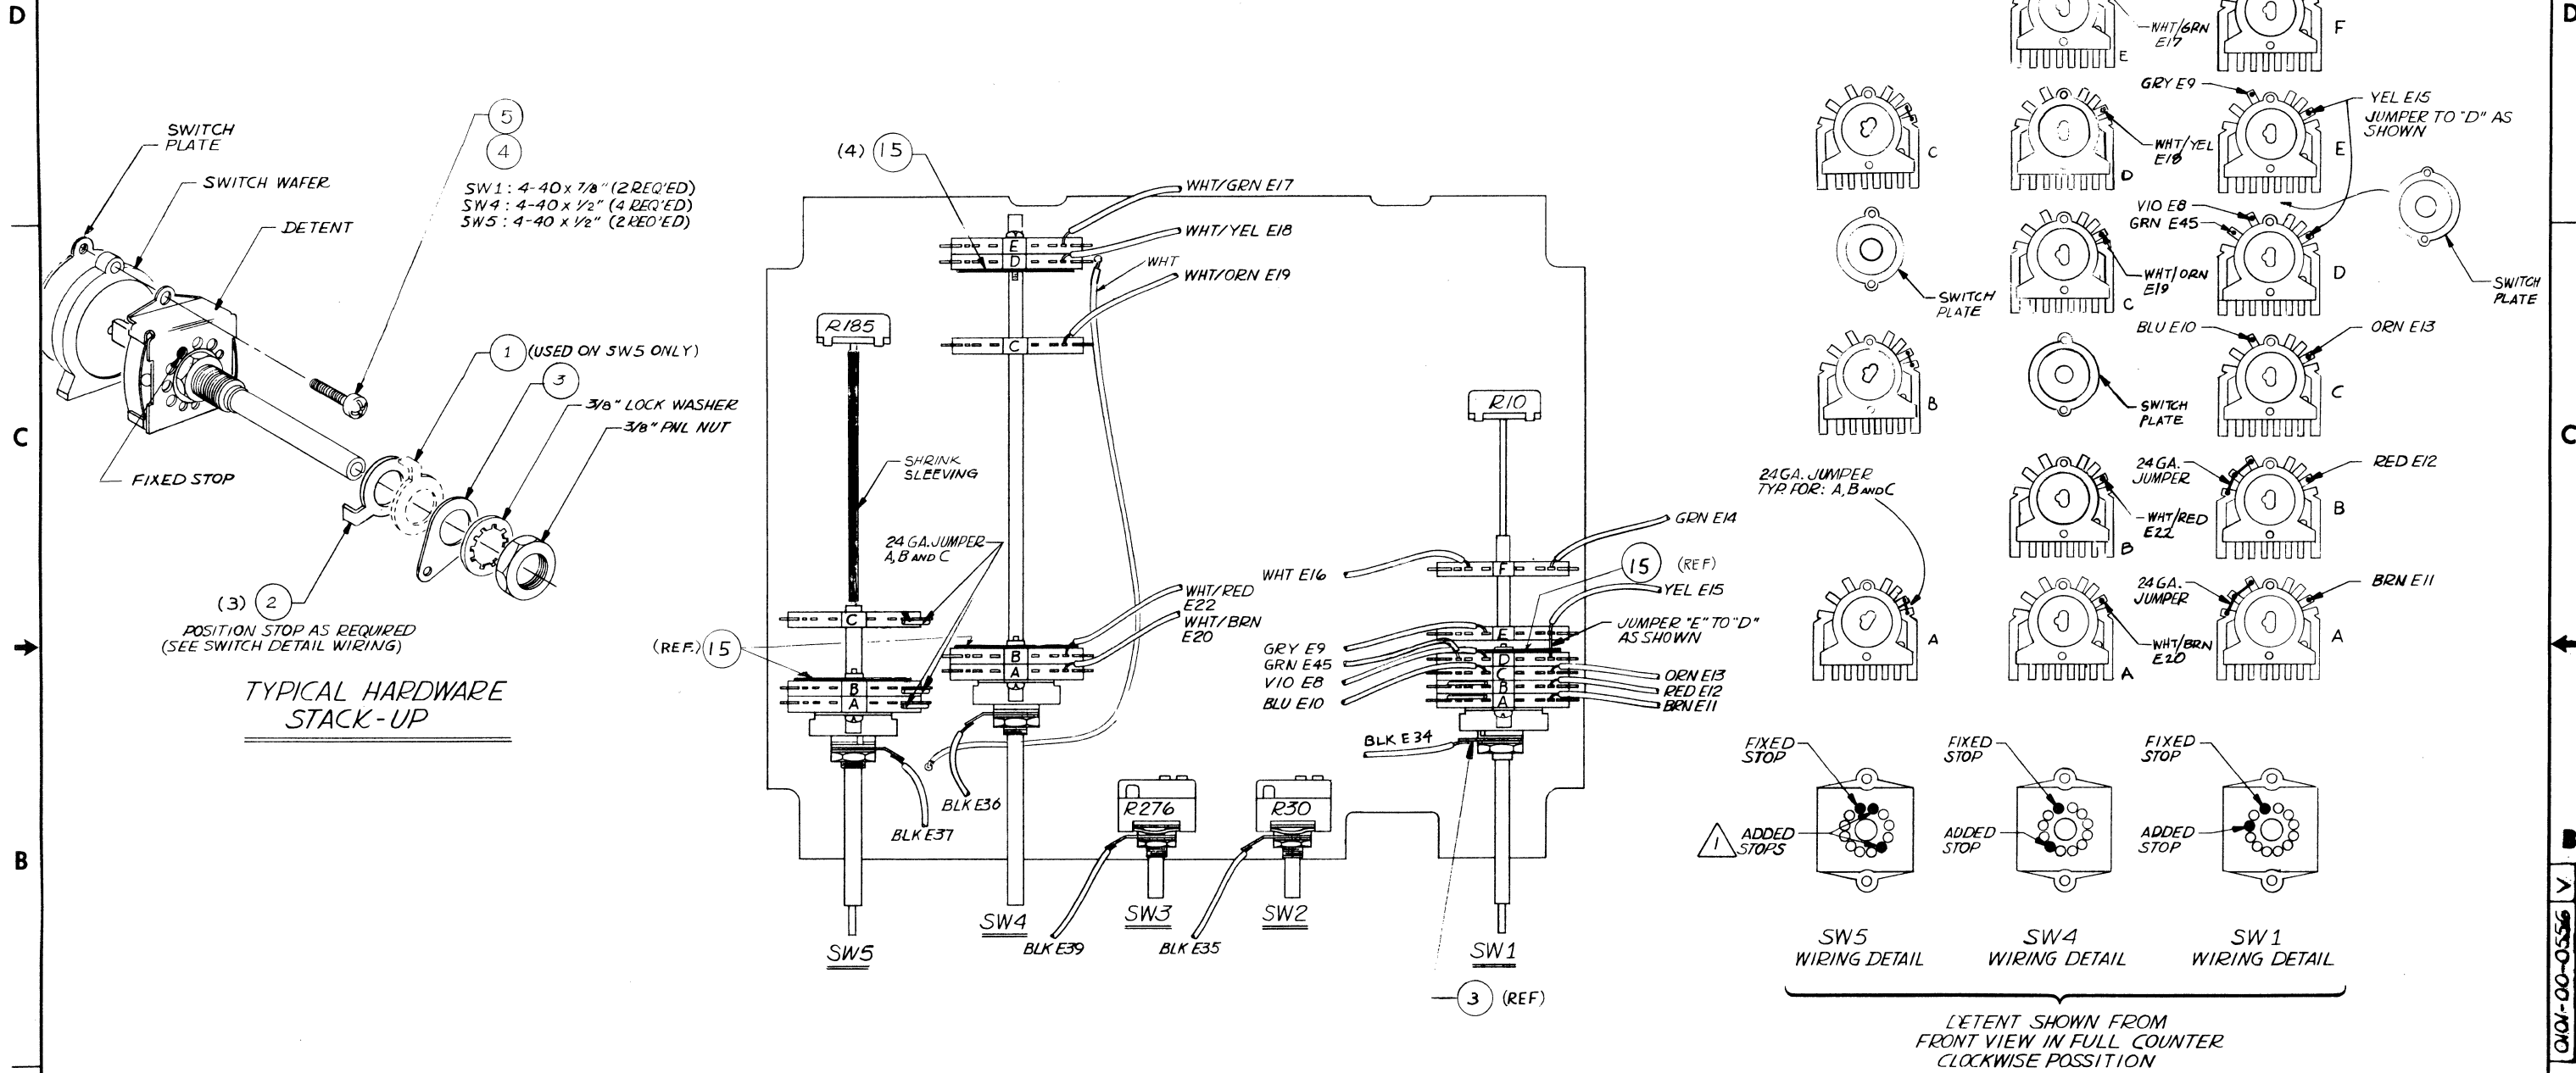 D
D
SWITCH
PLATE
SWITCH WAFER
DETENT
5
4
SW1: 4-40 x 7/8" (2 REQ'ED)
SW4: 4-40 x 1/2" (4 REQ'ED)
SW5: 4-40 x 1/2" (2 REQ'ED)
1 (USED ON SW5 ONLY)
3
3/8" LOCK WASHER
3/8" PNL NUT
FIXED STOP
(3) 2
POSITION STOP AS REQUIRED
(SEE SWITCH DETAIL WIRING)
TYPICAL HARDWARE
STACK-UP
C
B
(4) 15
WHT/GRN E17
WHT/YEL E18
WHT
WHT/ORN E19
E
D
C
R185
SHRINK
SLEEVING
24 GA. JUMPER
A, B AND C
C
(REF.) 15
B
A
B
A
WHT/RED
E22
WHT/BRN
E20
BLK E36
BLK E37
R276
R30
BLK E39
BLK E35
SW5
SW4
SW3
SW2
SW1
R10
GRN E14
WHT E16
F
15 (REF)
YEL E15
JUMPER "E" TO "D"
AS SHOWN
GRY E9
GRN E45
VIO E8
BLU E10
E
D
C
B
A
ORN E13
RED E12
BRN E11
BLK E34
3 (REF)
WHT/GRN
E17
E
F
GRY E9
YEL E15
JUMPER TO "D" AS
SHOWN
C
WHT/YEL
E18
D
E
VIO E8
GRN E45
SWITCH
PLATE
WHT/ORN
E19
C
D
SWITCH
PLATE
BLU E10
ORN E13
B
SWITCH
PLATE
C
24 GA. JUMPER
TYP. FOR: A, B AND C
24 GA.
JUMPER
RED E12
WHT/RED
E22
B
B
24 GA.
JUMPER
BRN E11
A
WHT/BRN
E20
A
A
FIXED
STOP
FIXED
STOP
FIXED
STOP
1
ADDED
STOPS
ADDED
STOP
ADDED
STOP
SW5
WIRING DETAIL
SW4
WIRING DETAIL
SW1
WIRING DETAIL
DETENT SHOWN FROM
FRONT VIEW IN FULL COUNTER
CLOCKWISE POSSITION
C
B
0101-00-0556 V